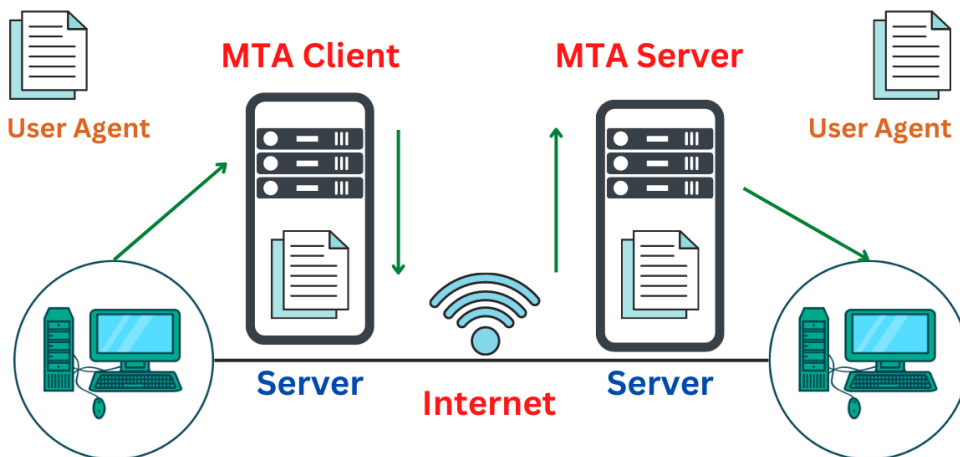 MTA Client
MTA Server
User Agent
User Agent
Server
Server
Internet